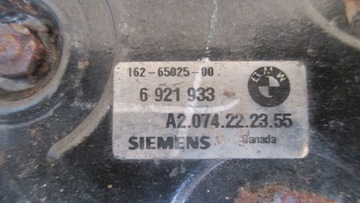 162-65025-00
6 921 933
BMW
A2.074.22.23.55
SIEMENS
Canada